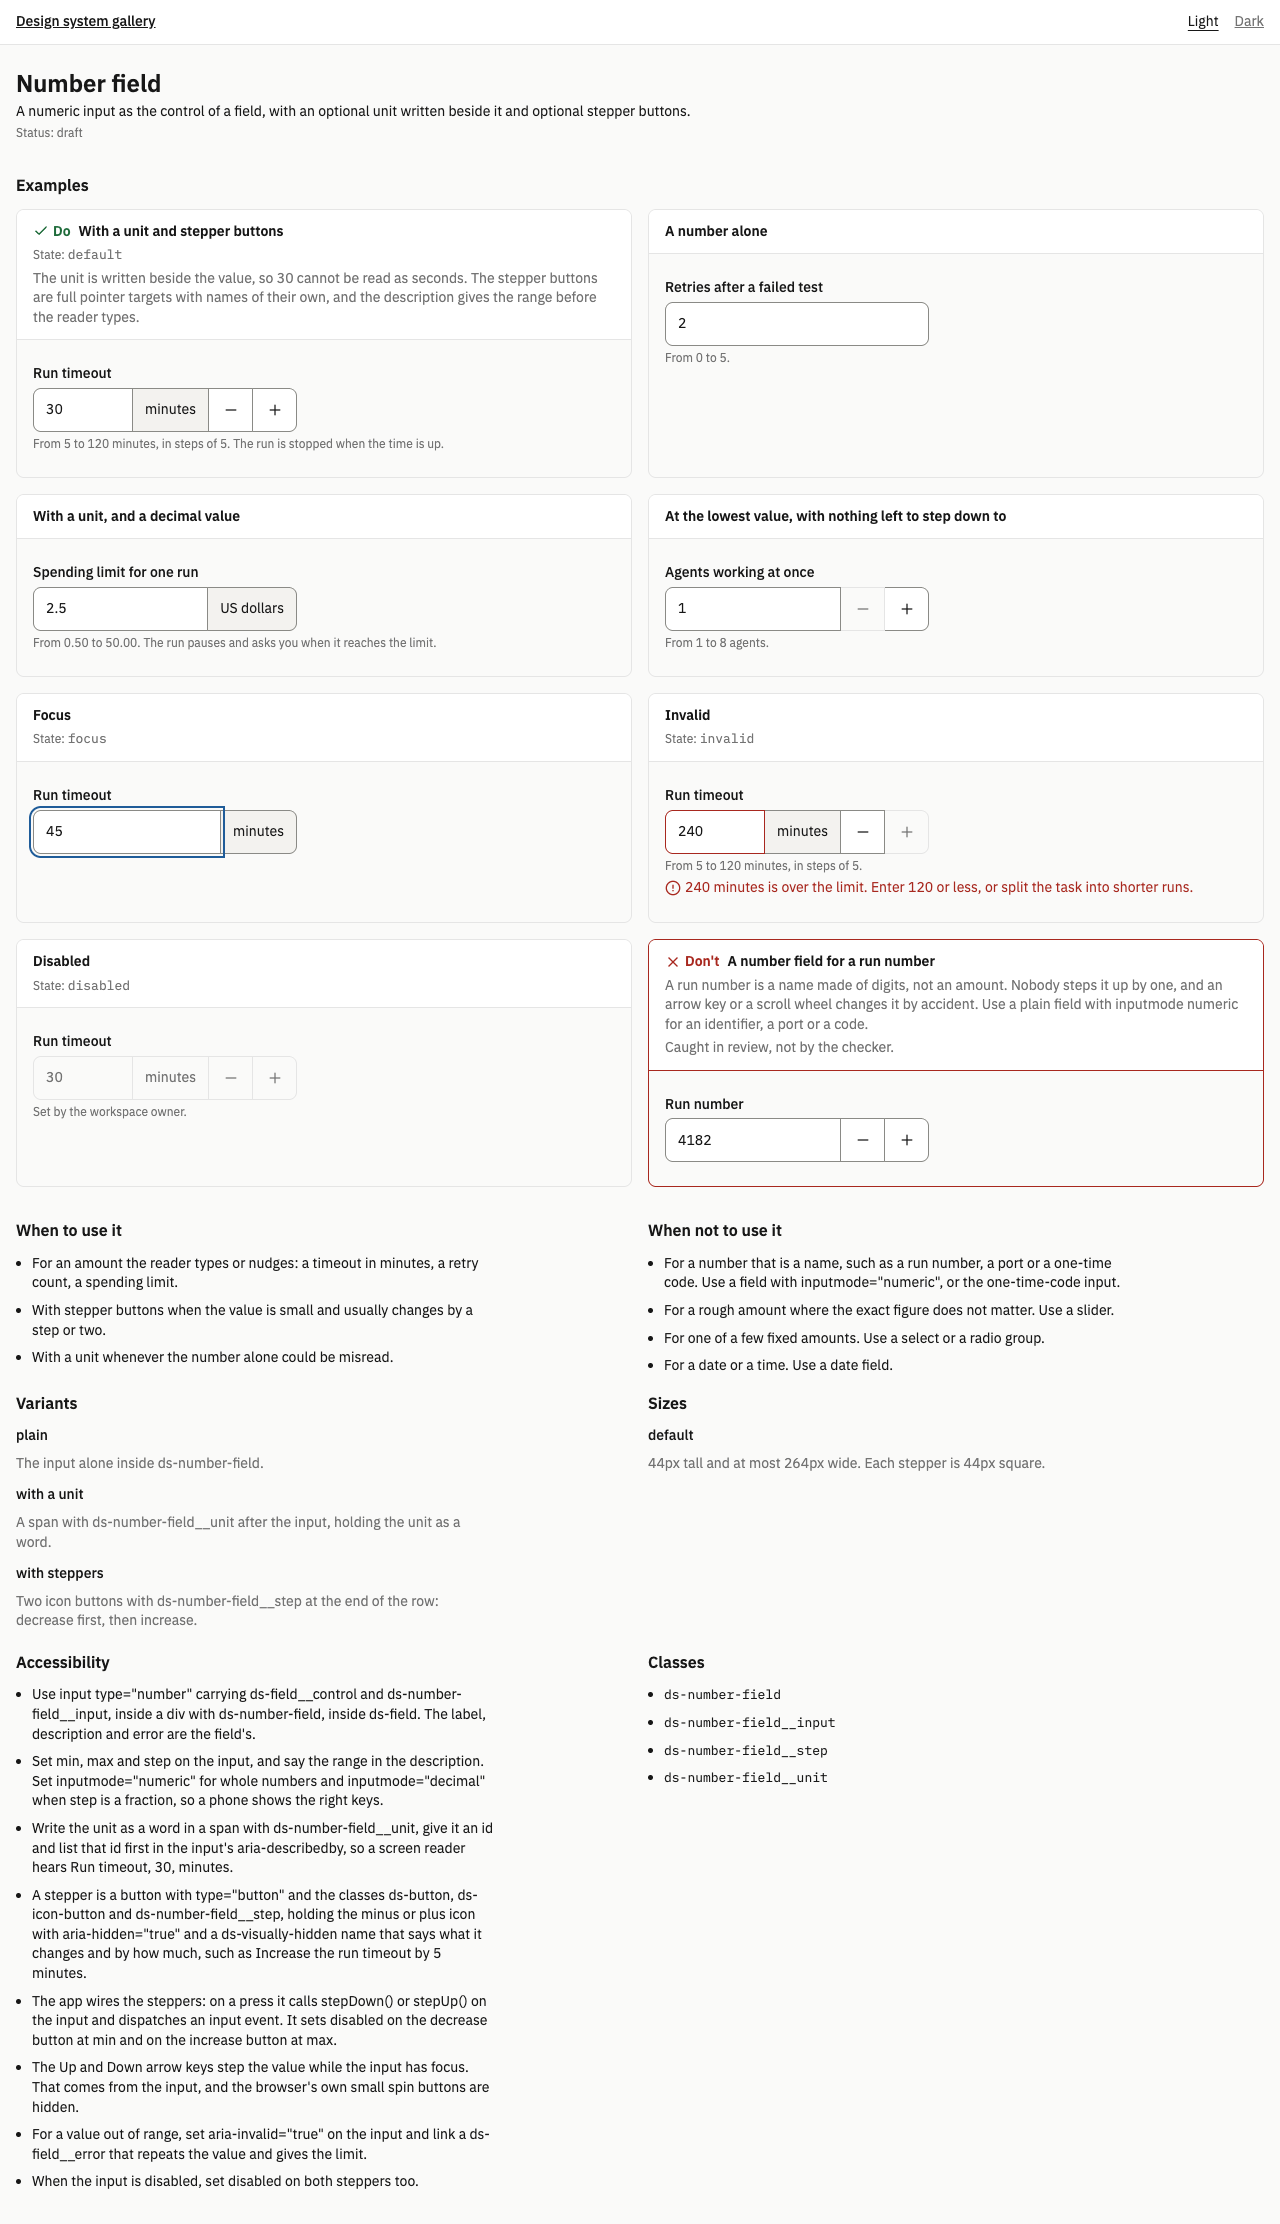 Design system gallery
Light Dark
Number field
A numeric input as the control of a field, with an optional unit written beside it and optional stepper buttons.
Status: draft
Examples
Do With a unit and stepper buttons
State: default
The unit is written beside the value, so 30 cannot be read as seconds. The stepper buttons
are full pointer targets with names of their own, and the description gives the range before
the reader types.
Run timeout
30 minutes − +
From 5 to 120 minutes, in steps of 5. The run is stopped when the time is up.
A number alone
Retries after a failed test
2
From 0 to 5.
With a unit, and a decimal value
Spending limit for one run
2.5 US dollars
From 0.50 to 50.00. The run pauses and asks you when it reaches the limit.
At the lowest value, with nothing left to step down to
Agents working at once
1 − +
From 1 to 8 agents.
Focus
State: focus
Run timeout
45 minutes
Invalid
State: invalid
Run timeout
240 minutes − +
From 5 to 120 minutes, in steps of 5.
240 minutes is over the limit. Enter 120 or less, or split the task into shorter runs.
Disabled
State: disabled
Run timeout
30 minutes − +
Set by the workspace owner.
Don't A number field for a run number
A run number is a name made of digits, not an amount. Nobody steps it up by one, and an
arrow key or a scroll wheel changes it by accident. Use a plain field with inputmode numeric
for an identifier, a port or a code.
Caught in review, not by the checker.
Run number
4182 − +
When to use it
• For an amount the reader types or nudges: a timeout in minutes, a retry
count, a spending limit.
• With stepper buttons when the value is small and usually changes by a
step or two.
• With a unit whenever the number alone could be misread.
When not to use it
• For a number that is a name, such as a run number, a port or a one-time
code. Use a field with inputmode="numeric", or the one-time-code input.
• For a rough amount where the exact figure does not matter. Use a slider.
• For one of a few fixed amounts. Use a select or a radio group.
• For a date or a time. Use a date field.
Variants
plain
The input alone inside ds-number-field.
with a unit
A span with ds-number-field__unit after the input, holding the unit as a
word.
with steppers
Two icon buttons with ds-number-field__step at the end of the row:
decrease first, then increase.
Sizes
default
44px tall and at most 264px wide. Each stepper is 44px square.
Accessibility
• Use input type="number" carrying ds-field__control and ds-number-
field__input, inside a div with ds-number-field, inside ds-field. The label,
description and error are the field's.
• Set min, max and step on the input, and say the range in the description.
Set inputmode="numeric" for whole numbers and inputmode="decimal"
when step is a fraction, so a phone shows the right keys.
• Write the unit as a word in a span with ds-number-field__unit, give it an id
and list that id first in the input's aria-describedby, so a screen reader
hears Run timeout, 30, minutes.
• A stepper is a button with type="button" and the classes ds-button, ds-
icon-button and ds-number-field__step, holding the minus or plus icon
with aria-hidden="true" and a ds-visually-hidden name that says what it
changes and by how much, such as Increase the run timeout by 5
minutes.
• The app wires the steppers: on a press it calls stepDown() or stepUp() on
the input and dispatches an input event. It sets disabled on the decrease
button at min and on the increase button at max.
• The Up and Down arrow keys step the value while the input has focus.
That comes from the input, and the browser's own small spin buttons are
hidden.
• For a value out of range, set aria-invalid="true" on the input and link a ds-
field__error that repeats the value and gives the limit.
• When the input is disabled, set disabled on both steppers too.
Classes
• ds-number-field
• ds-number-field__input
• ds-number-field__step
• ds-number-field__unit